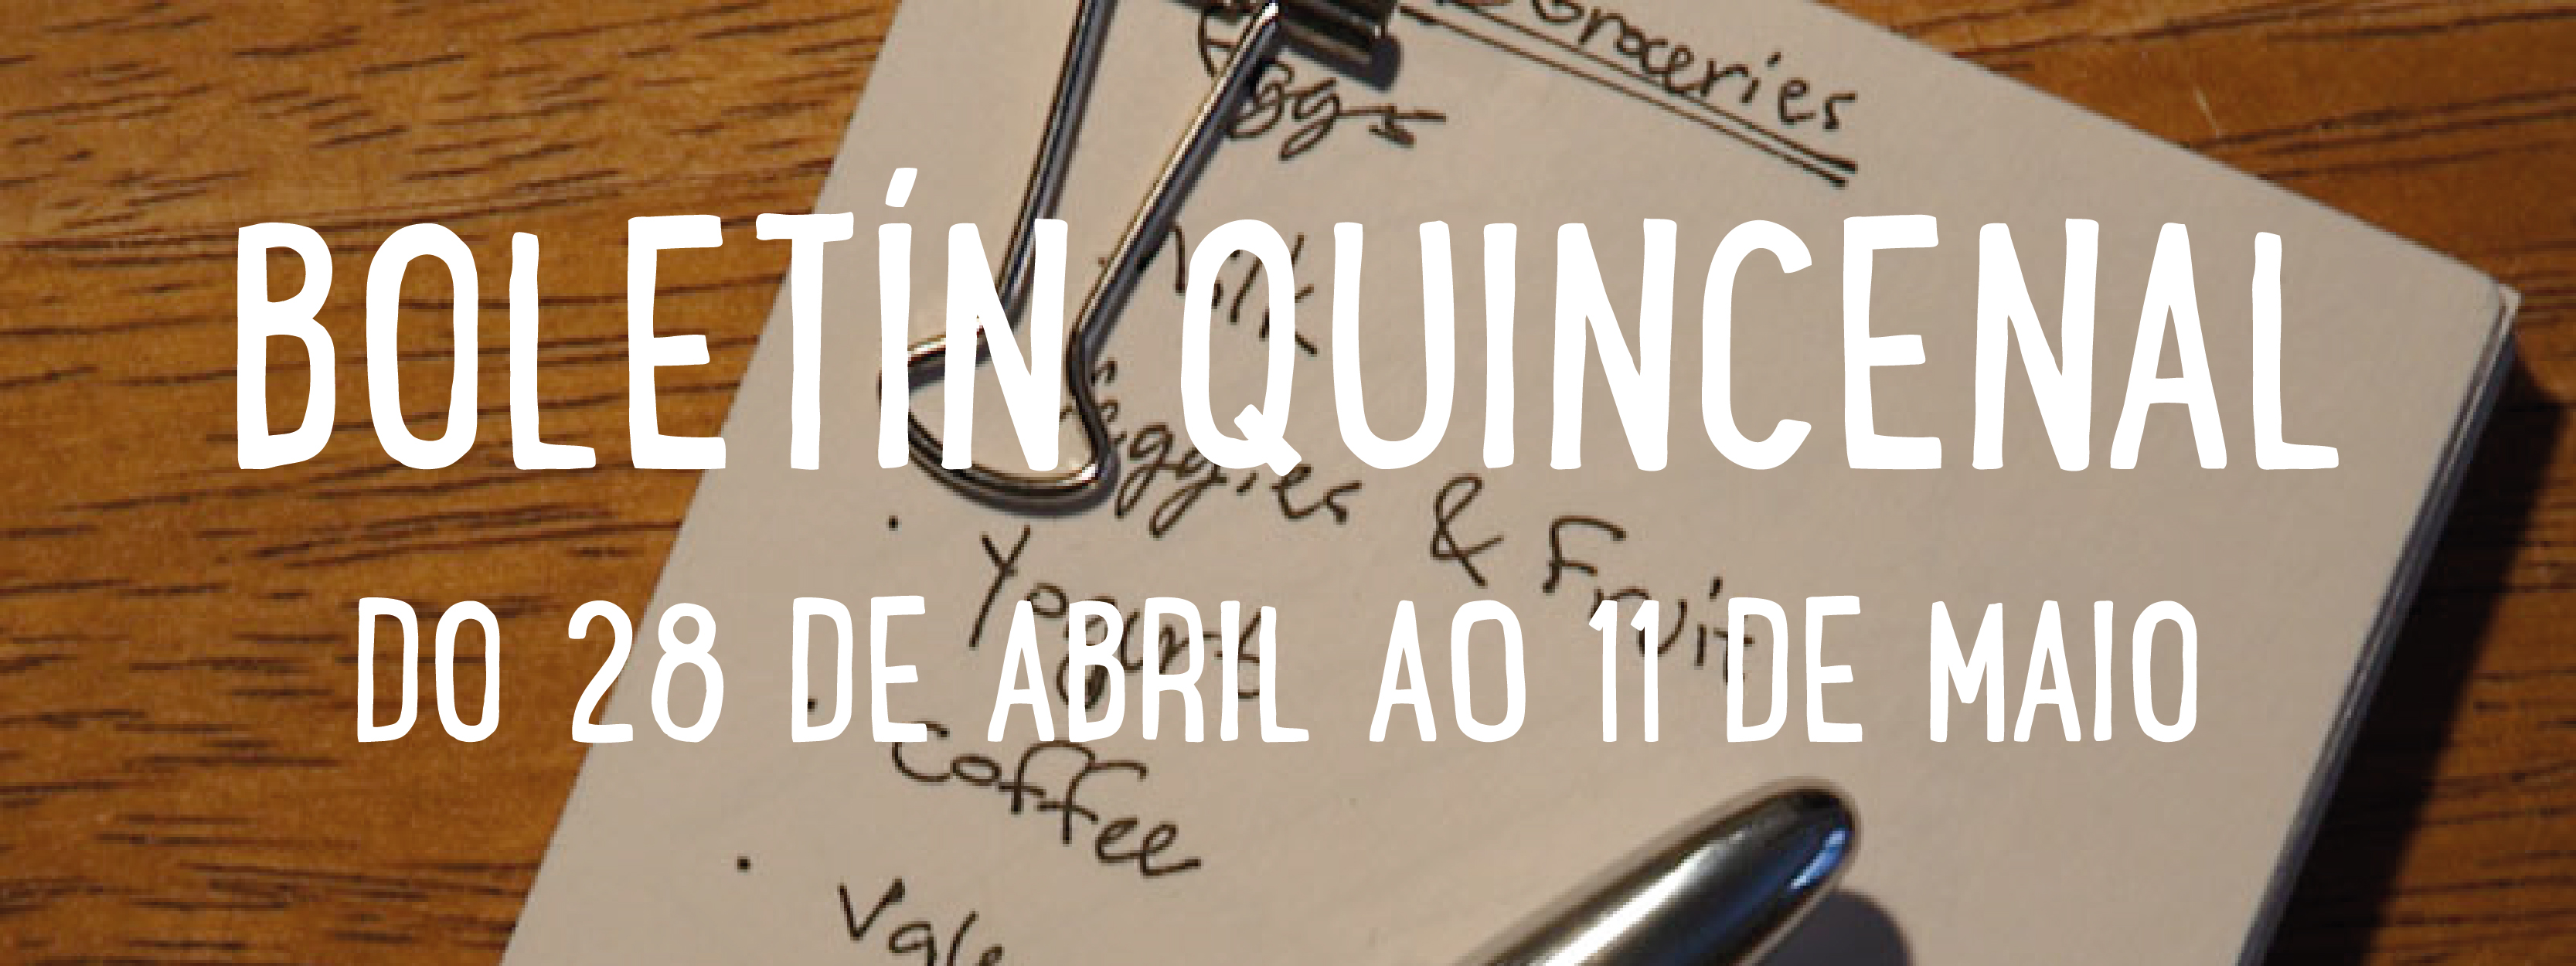 Groceries
Eggs
Milk
BOLETÍN QUINCENAL
Veggies & Fruit
Yogurt
DO 28 DE ABRIL AO 11 DE MAIO
Coffee